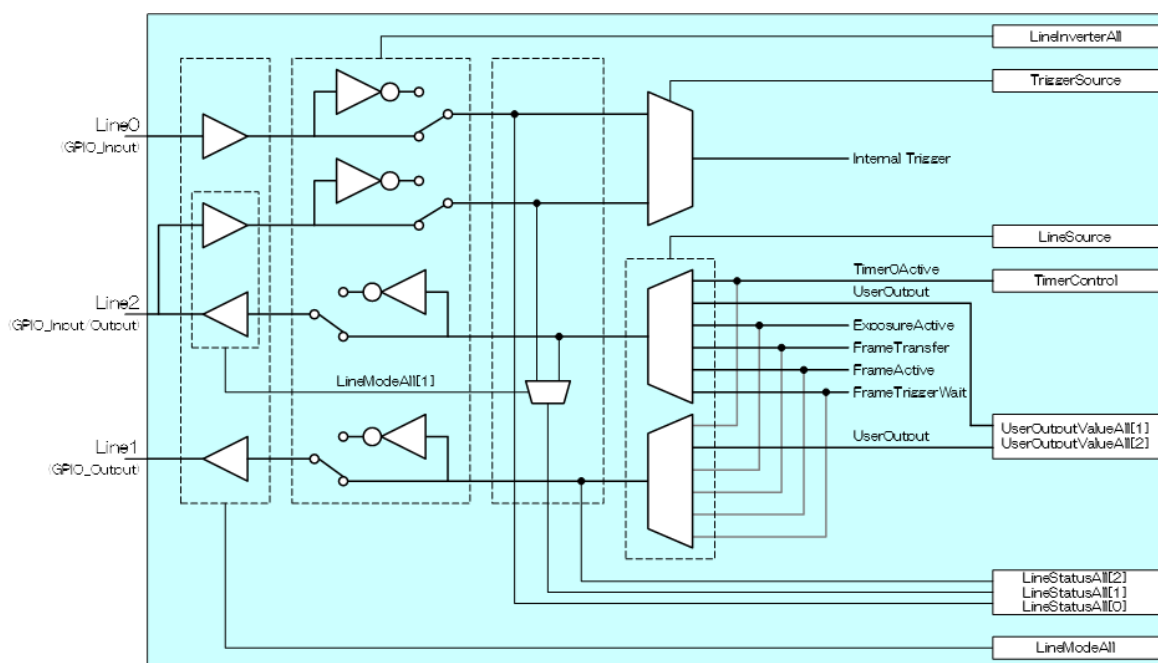 LineInverterAll
TriggerSource
Line0
(GPIO_Input)
Internal Trigger
LineSource
Timer0Active
TimerControl
UserOutput
Line2
(GPIO_Input/Output)
ExposureActive
FrameTransfer
FrameActive
LineModeAll[1]
FrameTriggerWait
UserOutputValueAll[1]
UserOutputValueAll[2]
UserOutput
Line1
(GPIO_Output)
LineStatusAll[2]
LineStatusAll[1]
LineStatusAll[0]
LineModeAll